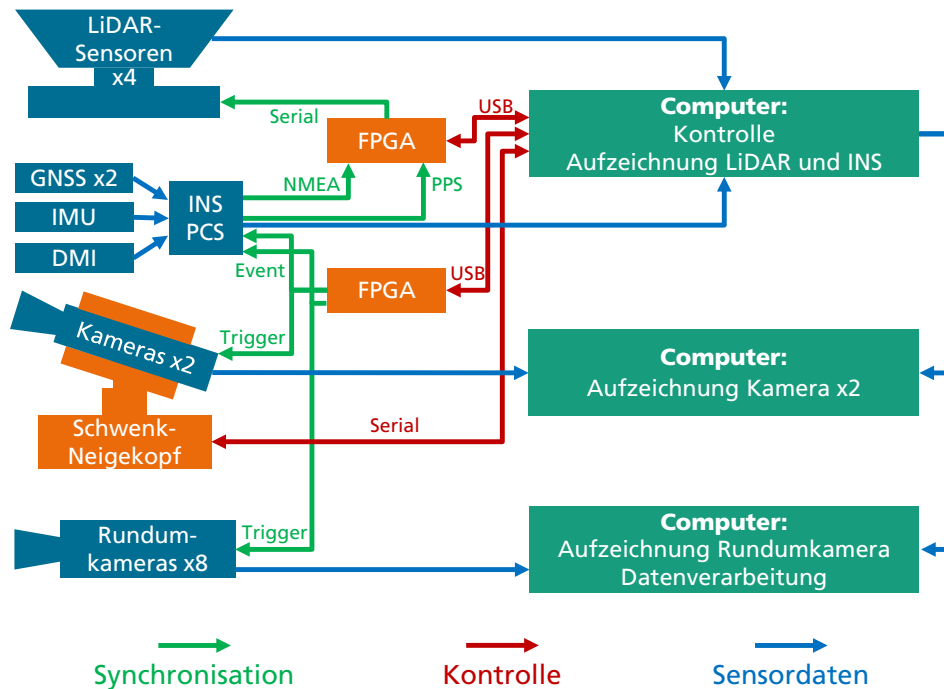 LiDAR-
Sensoren
x4
Serial
FPGA
USB
Computer:
Kontrolle
Aufzeichnung LiDAR und INS
GNSS x2
IMU
DMI
INS
PCS
NMEA
PPS
Event
FPGA
USB
Trigger
Kameras x2
Schwenk-
Neigekopf
Serial
Computer:
Aufzeichnung Kamera x2
Rundum-
kameras x8
Trigger
Computer:
Aufzeichnung Rundumkamera
Datenverarbeitung
Synchronisation
Kontrolle
Sensordaten